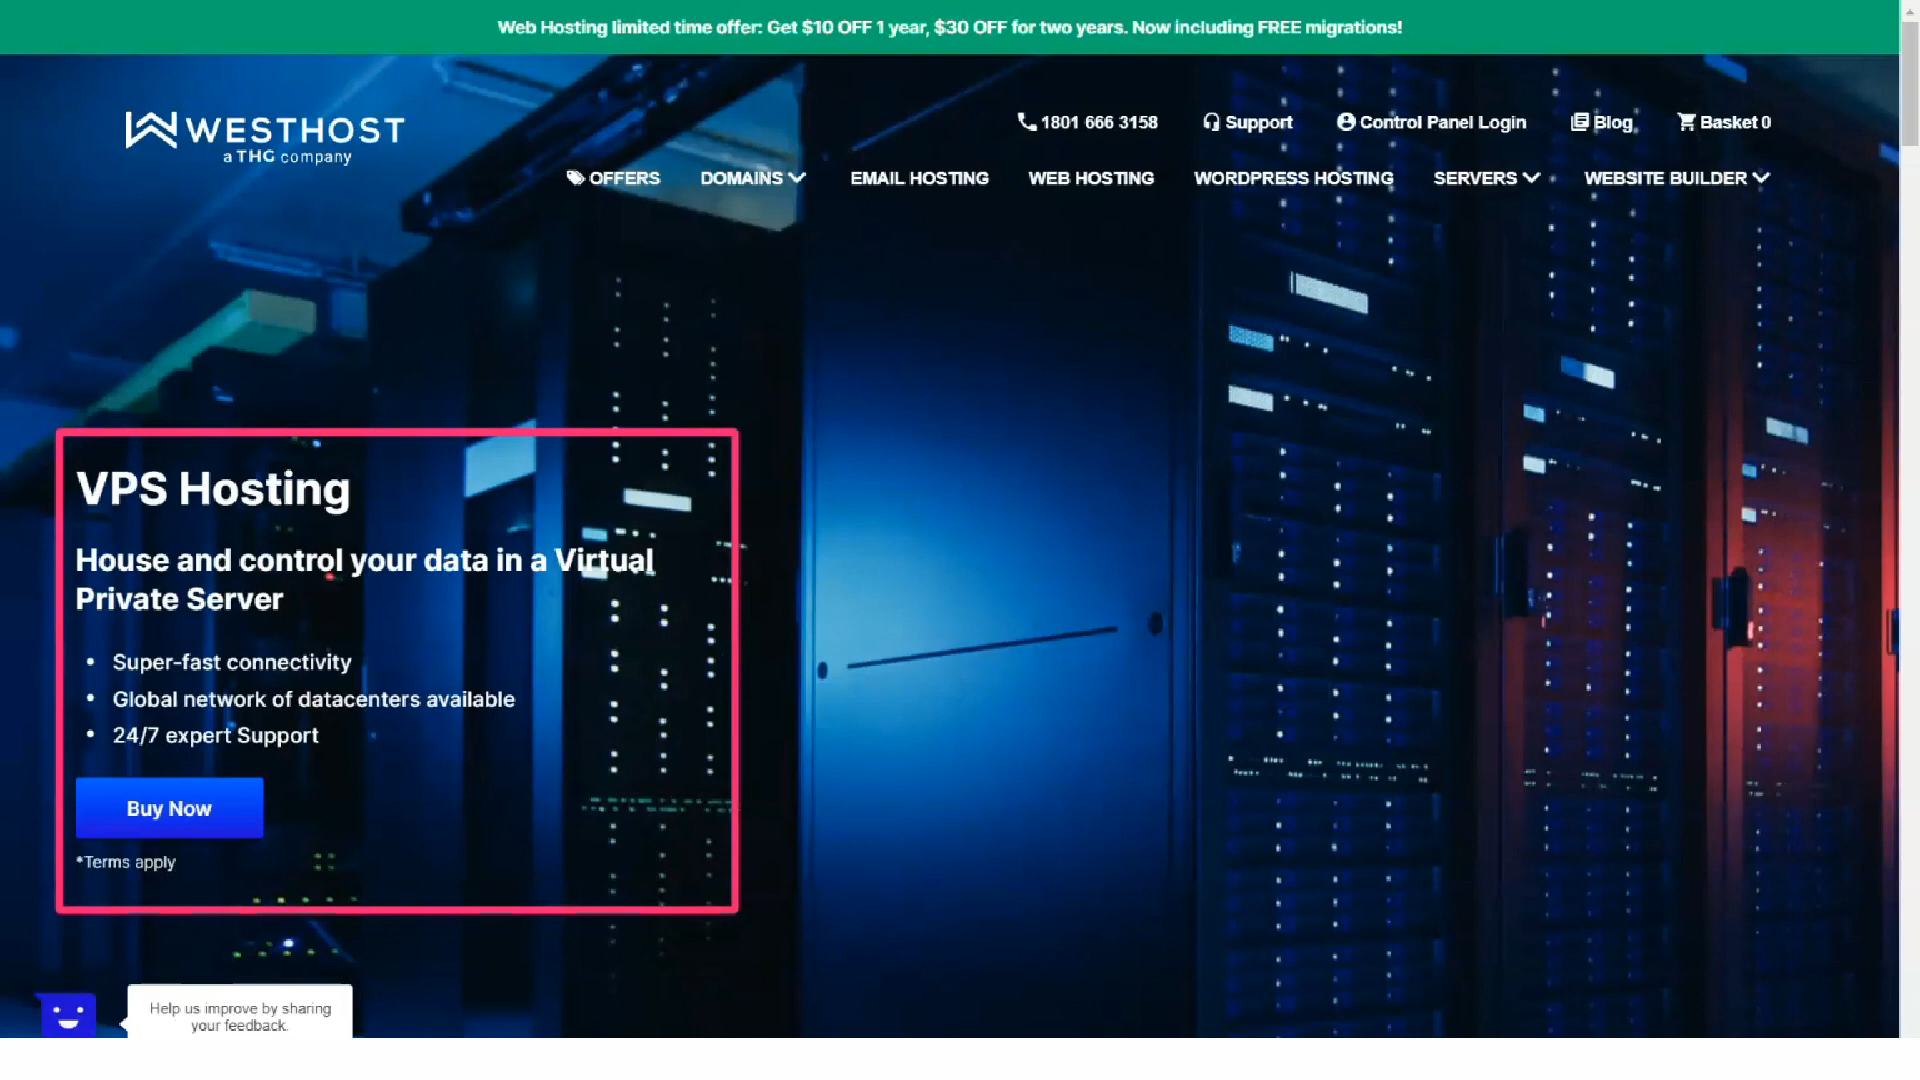 Web Hosting limited time offer: Get $10 OFF 1 year, $30 OFF for two years. Now including FREE migrations!
WESTHOST
a THG company
1801 666 3158 Support Control Panel Login Blog Basket 0
OFFERS DOMAINS EMAIL HOSTING WEB HOSTING WORDPRESS HOSTING SERVERS WEBSITE BUILDER
VPS Hosting
House and control your data in a Virtual
Private Server
• Super-fast connectivity
• Global network of datacenters available
• 24/7 expert Support
Buy Now
*Terms apply
Help us improve by sharing
your feedback.